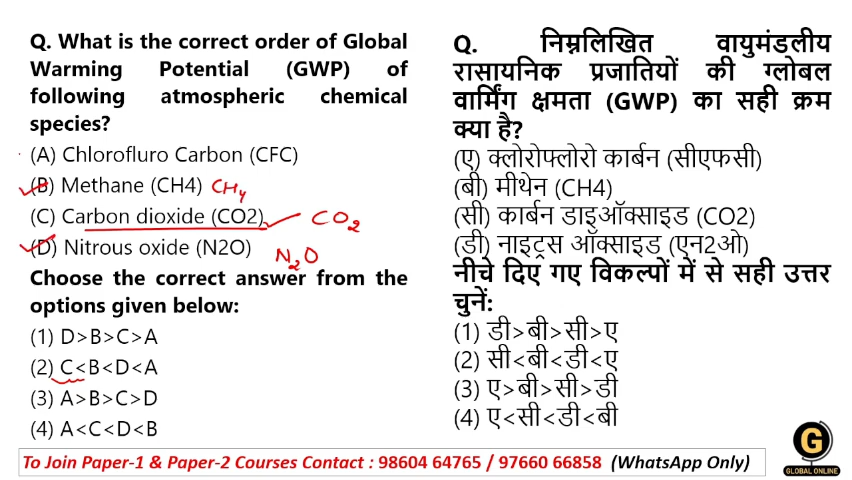 Q. What is the correct order of Global
Warming Potential (GWP) of
following atmospheric chemical
species?
(A) Chlorofluro Carbon (CFC)
(B) Methane (CH4) CH4
(C) Carbon dioxide (CO2) CO2
(D) Nitrous oxide (N2O) N2O
Choose the correct answer from the
options given below:
(1) D>B>C>A
(2) C<B<D<A
(3) A>B>C>D
(4) A<C<D<B
Q. निम्नलिखित वायुमंडलीय
रासायनिक प्रजातियों की ग्लोबल
वार्मिंग क्षमता (GWP) का सही क्रम
क्या है?
(ए) क्लोरोफ्लोरो कार्बन (सीएफसी)
(बी) मीथेन (CH4)
(सी) कार्बन डाइऑक्साइड (CO2)
(डी) नाइट्रस ऑक्साइड (एन2ओ)
नीचे दिए गए विकल्पों में से सही उत्तर
चुनें:
(1) डी>बी>सी>ए
(2) सी<बी<डी<ए
(3) ए>बी>सी>डी
(4) ए<सी<डी<बी
G
GLOBAL ONLINE
To Join Paper-1 & Paper-2 Courses Contact : 98604 64765 / 97660 66858 (WhatsApp Only)